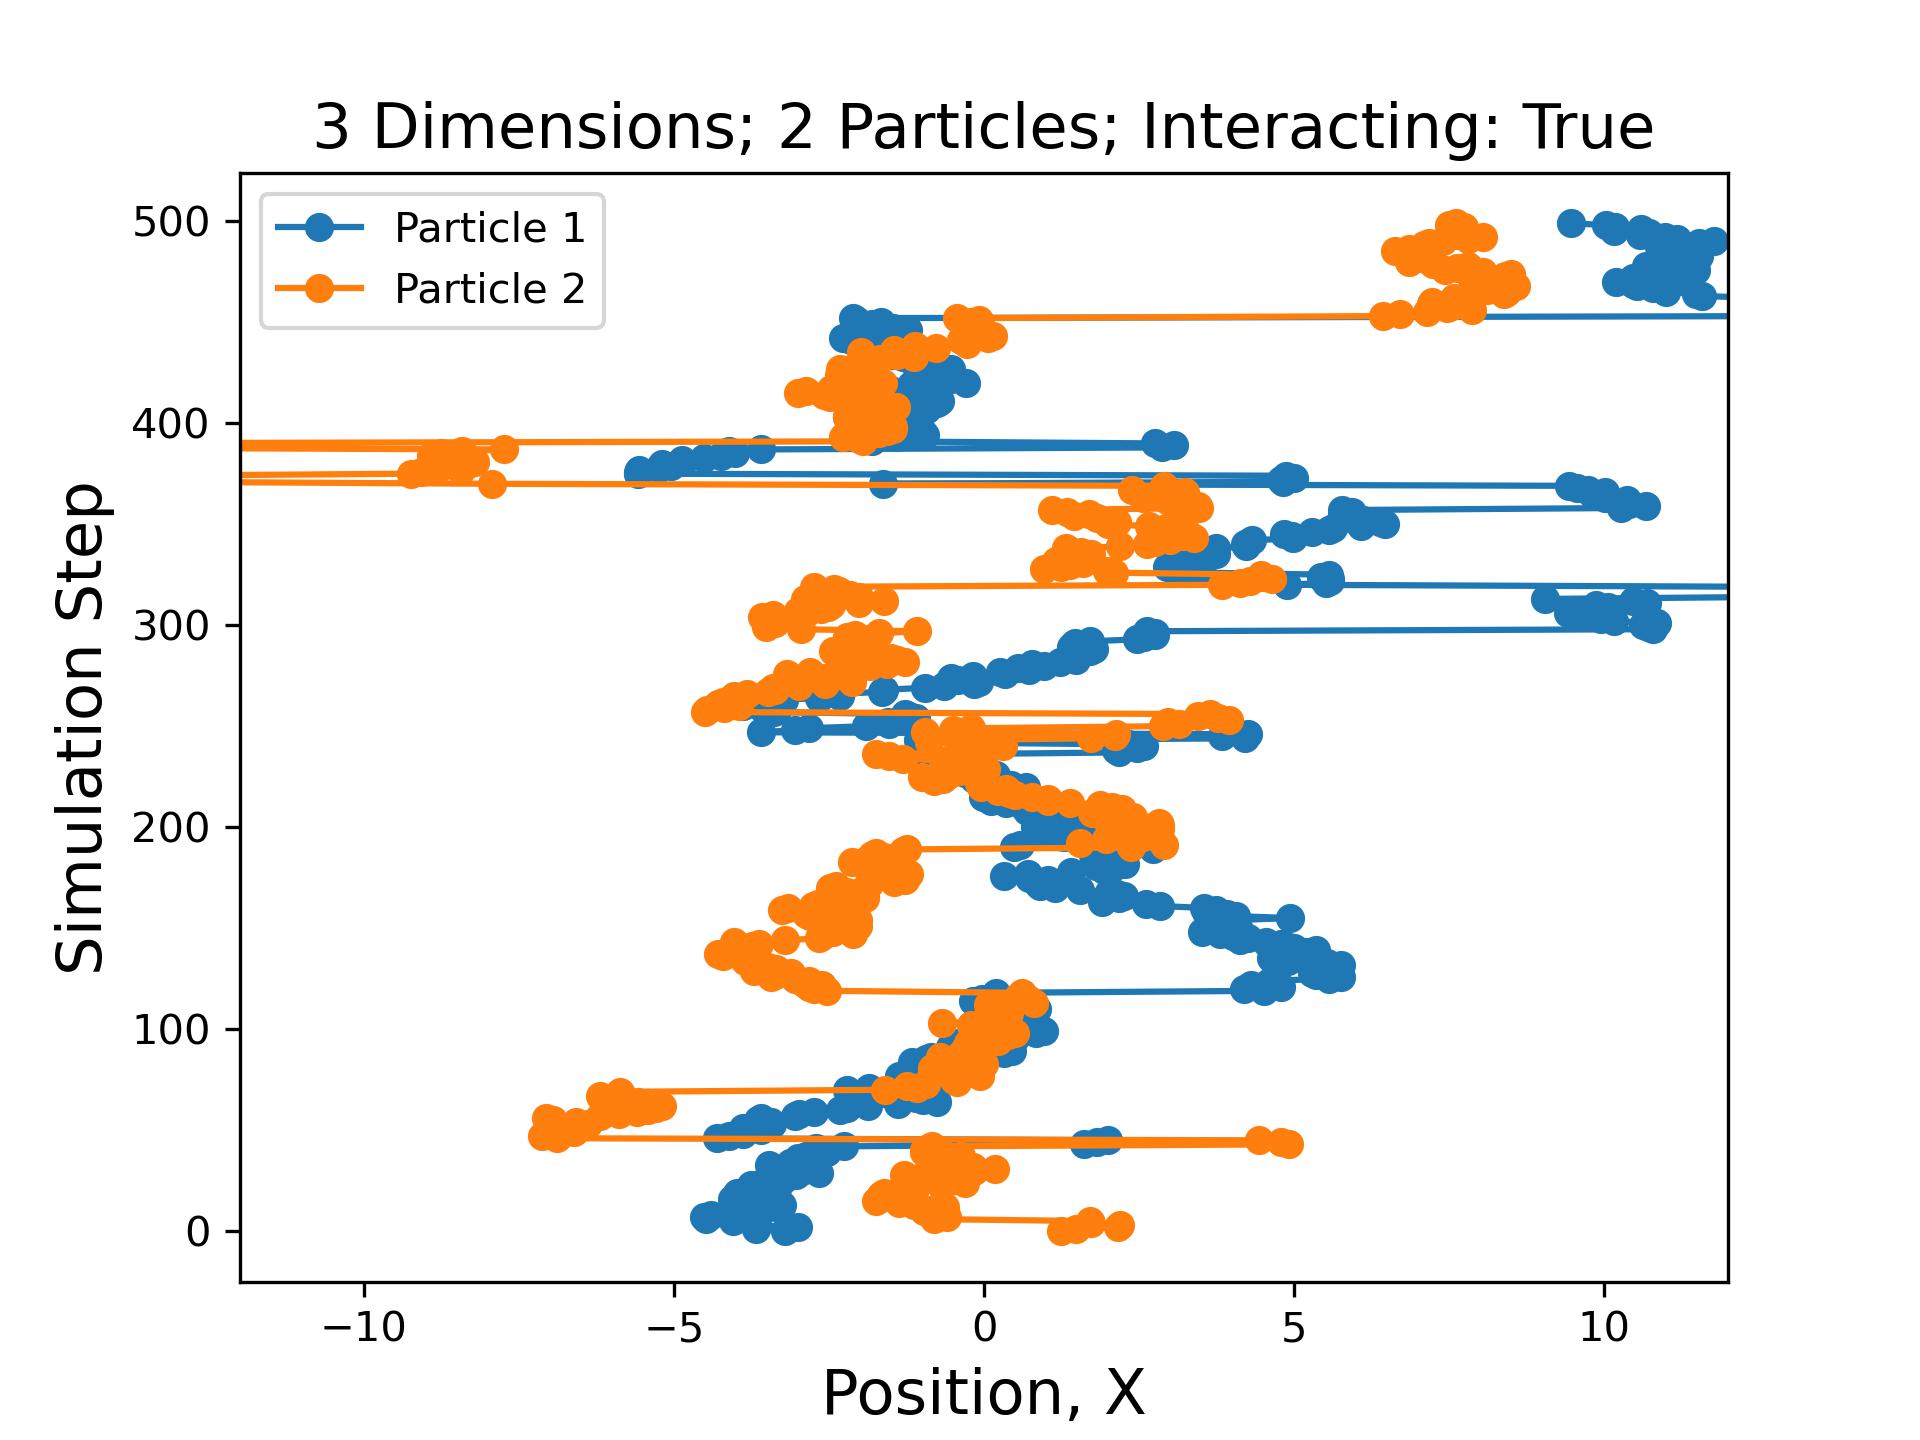 3 Dimensions; 2 Particles; Interacting: True
Particle 1
Particle 2
Simulation Step
500
400
300
200
100
0
−10
−5
0
5
10
Position, X